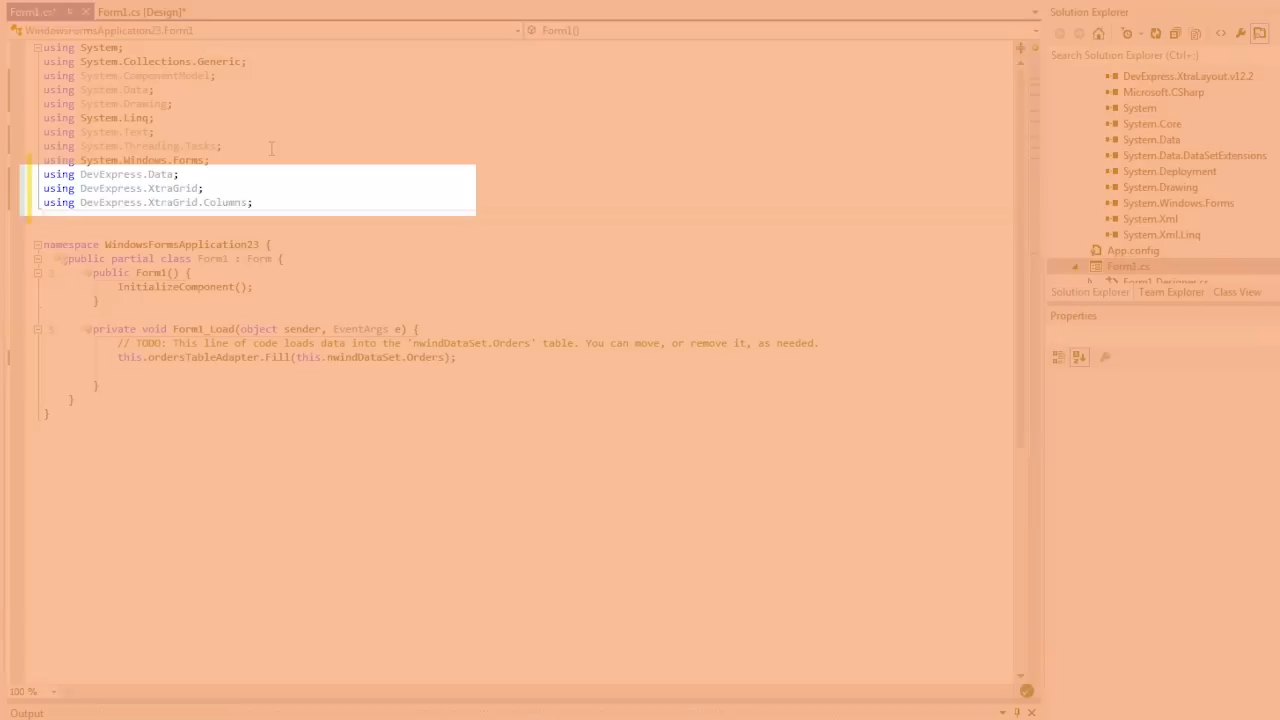 Form1.cs*
Form1.cs [Design]*
WindowsFormsApplication23.Form1
Form1()
using System;
using System.Collections.Generic;
using System.ComponentModel;
using System.Data;
using System.Drawing;
using System.Linq;
using System.Text;
using System.Threading.Tasks;
using System.Windows.Forms;
using DevExpress.Data;
using DevExpress.XtraGrid;
using DevExpress.XtraGrid.Columns;
namespace WindowsFormsApplication23 {
public partial class Form1 : Form {
public Form1() {
InitializeComponent();
}
private void Form1_Load(object sender, EventArgs e) {
// TODO: This line of code loads data into the 'nwindDataSet.Orders' table. You can move, or remove it, as needed.
this.ordersTableAdapter.Fill(this.nwindDataSet.Orders);
}
}
}
100 %
Output
Solution Explorer
Search Solution Explorer (Ctrl+;)
DevExpress.XtraLayout.v12.2
Microsoft.CSharp
System
System.Core
System.Data
System.Data.DataSetExtensions
System.Deployment
System.Drawing
System.Windows.Forms
System.Xml
System.Xml.Linq
App.config
Form1.cs
Form1.Designer.cs
Solution Explorer Team Explorer Class View
Properties